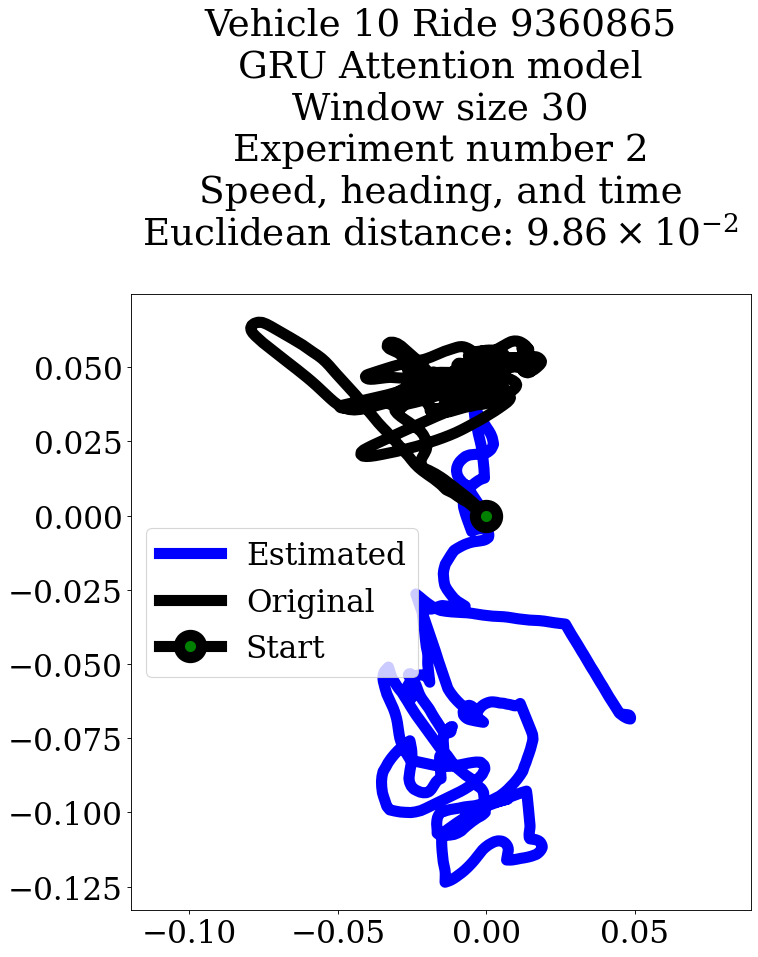 Vehicle 10 Ride 9360865
GRU Attention model
Window size 30
Experiment number 2
Speed, heading, and time
Euclidean distance: 9.86 × 10⁻²
0.050
0.025
0.000
−0.025
−0.050
−0.075
−0.100
−0.125
Estimated
Original
Start
−0.10 −0.05 0.00 0.05